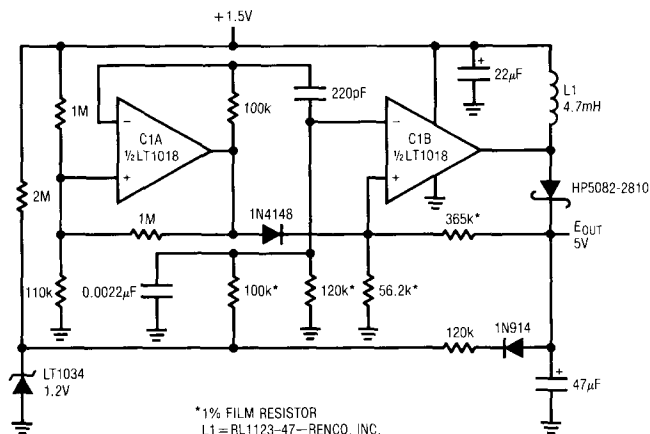 +1.5V
22µF
+
L1
4.7mH
1M
100k
220pF
C1A
½LT1018
−
+
C1B
½LT1018
−
+
HP5082-2810
2M
1M
1N4148
365k*
EOUT
5V
110k
0.0022µF
100k*
120k*
56.2k*
120k
1N914
LT1034
1.2V
+
47µF
*1% FILM RESISTOR
L1=RL1123-47—RENCO, INC.